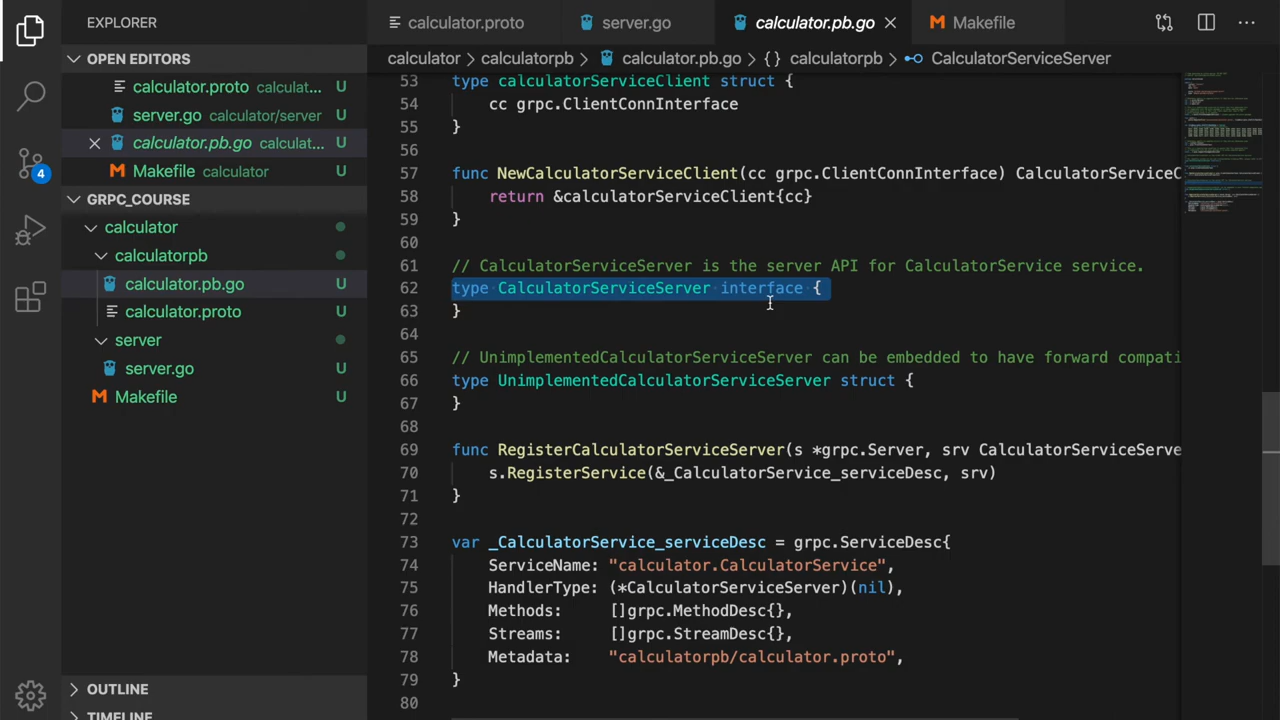 EXPLORER
calculator.proto
server.go
calculator.pb.go
Makefile
OPEN EDITORS
calculator.proto calculat... U
server.go calculator/server U
calculator.pb.go calculat... U
Makefile calculator U
4
GRPC_COURSE
calculator
calculatorpb
calculator.pb.go U
calculator.proto U
server
server.go U
Makefile U
OUTLINE
TIMELINE
calculator > calculatorpb > calculator.pb.go > {} calculatorpb > CalculatorServiceServer
53 type calculatorServiceClient struct {
54 cc grpc.ClientConnInterface
55 }
56
57 func NewCalculatorServiceClient(cc grpc.ClientConnInterface) CalculatorServiceC
58 return &calculatorServiceClient{cc}
59 }
60
61 // CalculatorServiceServer is the server API for CalculatorService service.
62 type CalculatorServiceServer interface {
63 }
64
65 // UnimplementedCalculatorServiceServer can be embedded to have forward compati
66 type UnimplementedCalculatorServiceServer struct {
67 }
68
69 func RegisterCalculatorServiceServer(s *grpc.Server, srv CalculatorServiceServe
70 s.RegisterService(&_CalculatorService_serviceDesc, srv)
71 }
72
73 var _CalculatorService_serviceDesc = grpc.ServiceDesc{
74 ServiceName: "calculator.CalculatorService",
75 HandlerType: (*CalculatorServiceServer)(nil),
76 Methods: []grpc.MethodDesc{},
77 Streams: []grpc.StreamDesc{},
78 Metadata: "calculatorpb/calculator.proto",
79 }
80